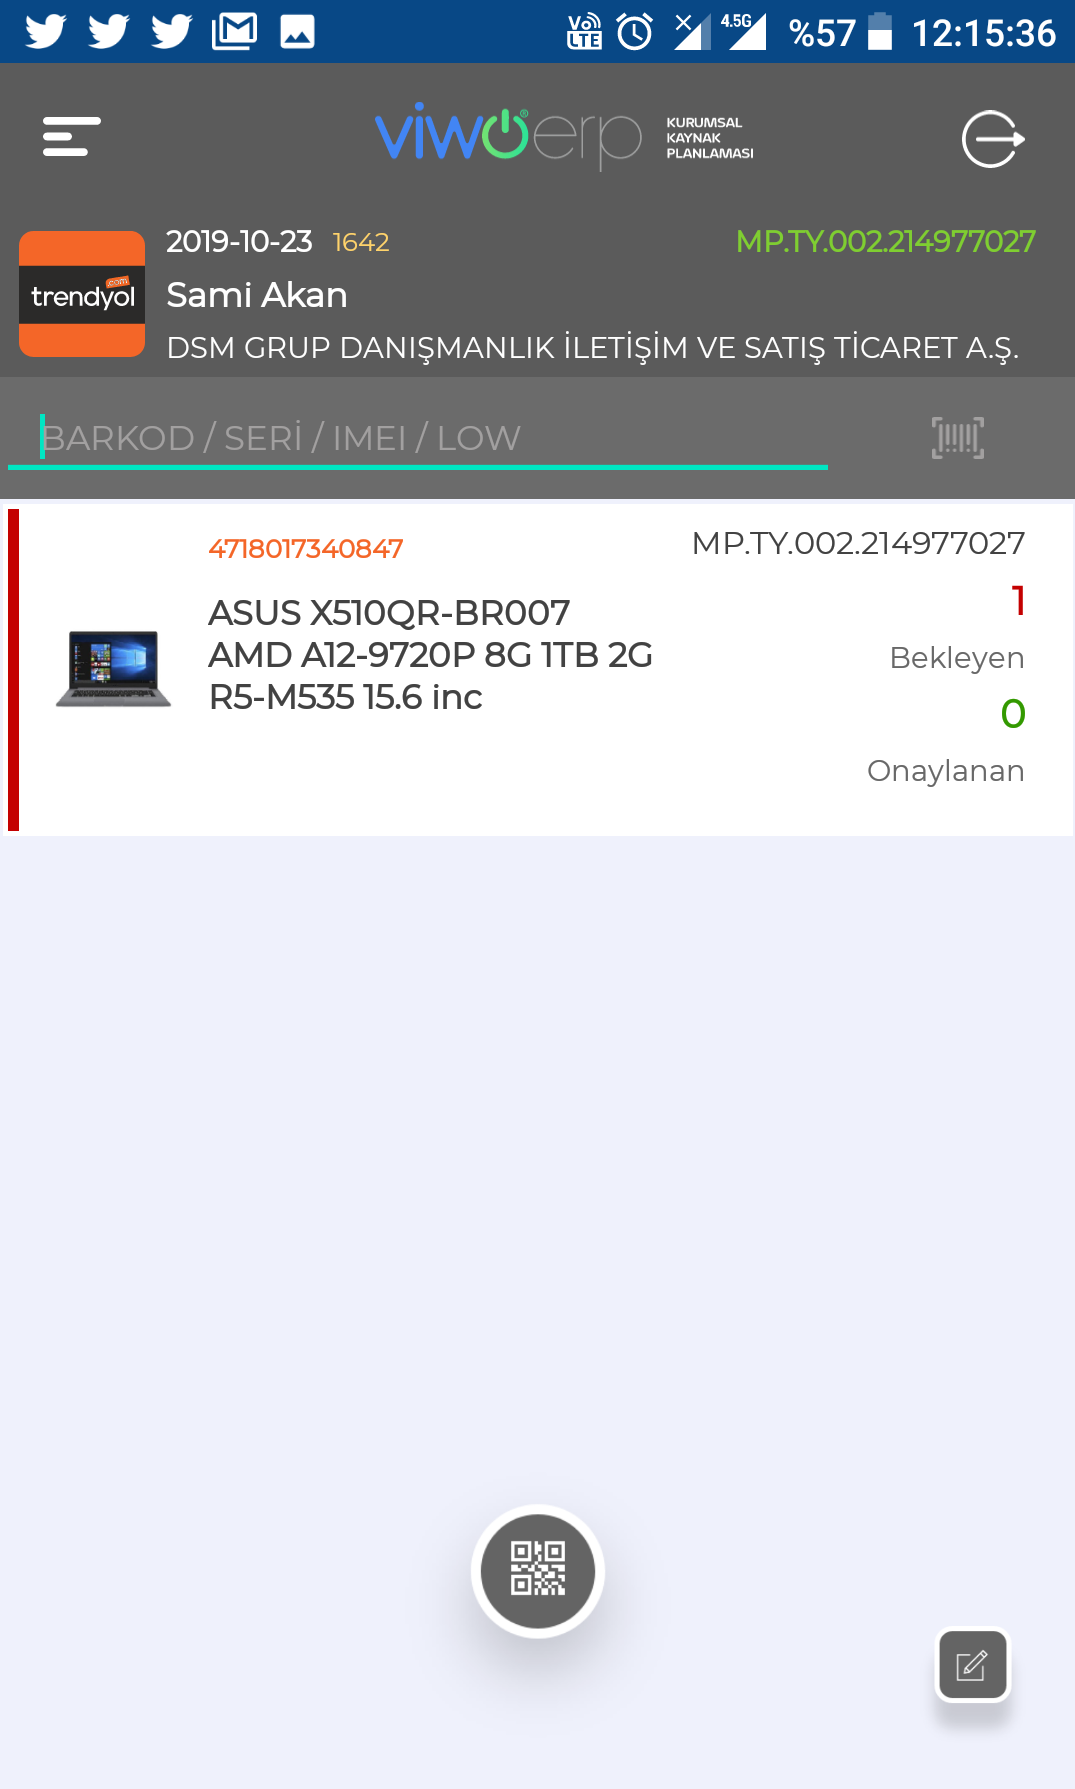 VoLTE 4.5G %57 12:15:36
viwoerp® KURUMSAL
KAYNAK
PLANLAMASI
2019-10-23 1642 MP.TY.002.214977027
trendyol .com
Sami Akan
DSM GRUP DANIŞMANLIK İLETİŞİM VE SATIŞ TİCARET A.Ş.
BARKOD / SERİ / IMEI / LOW
4718017340847 MP.TY.002.214977027
ASUS X510QR-BR007
AMD A12-9720P 8G 1TB 2G
R5-M535 15.6 inc
1
Bekleyen
0
Onaylanan